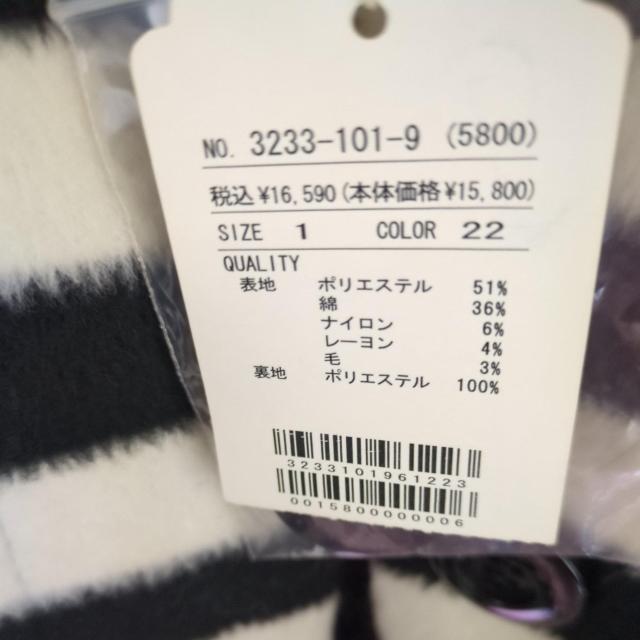 NO. 3233-101-9 (5800)
税込 ¥16,590(本体価格¥15,800)
SIZE 1 COLOR 22
QUALITY
表地 ポリエステル 51%
綿 36%
ナイロン 6%
レーヨン 4%
毛 3%
裏地 ポリエステル 100%
3233101961223
0015800000006